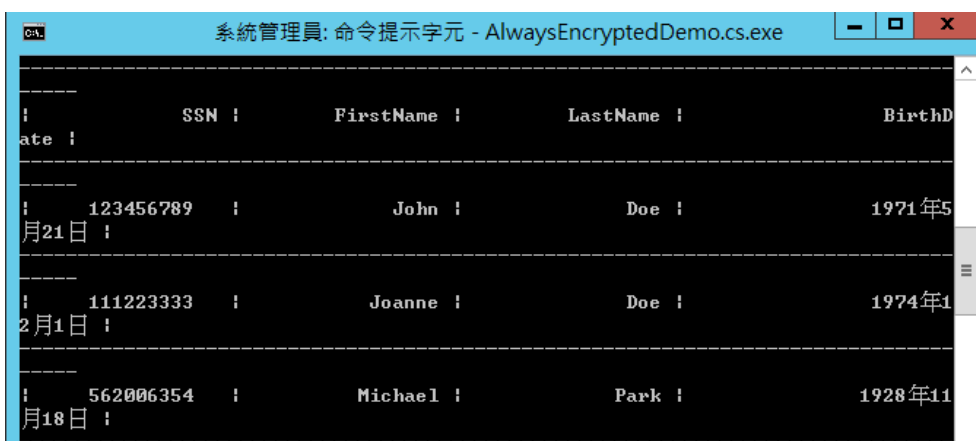 系統管理員: 命令提示字元 - AlwaysEncryptedDemo.cs.exe
| SSN | FirstName | LastName | BirthD
ate |
| 123456789 | John | Doe | 1971年5
月21日 |
| 111223333 | Joanne | Doe | 1974年1
2月1日 |
| 562006354 | Michael | Park | 1928年11
月18日 |